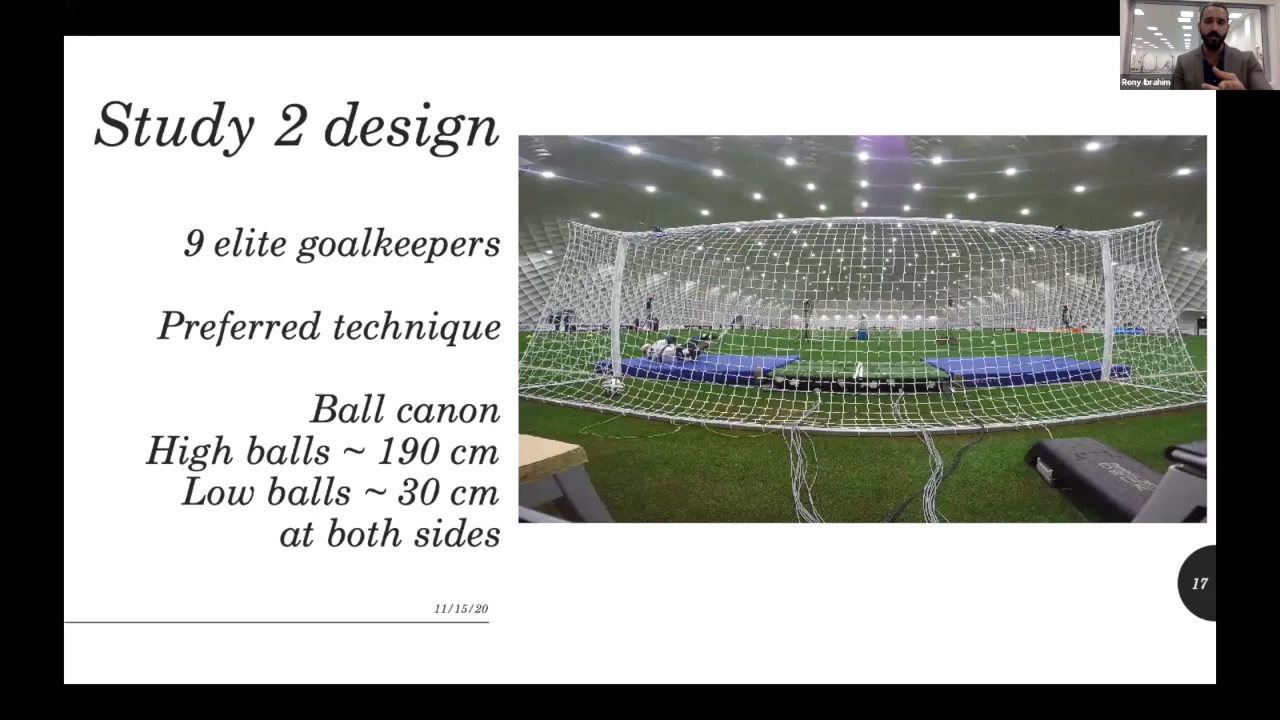 Rony Ibrahim
Study 2 design
9 elite goalkeepers
Preferred technique
Ball canon
High balls ~ 190 cm
Low balls ~ 30 cm
at both sides
11/15/20
17